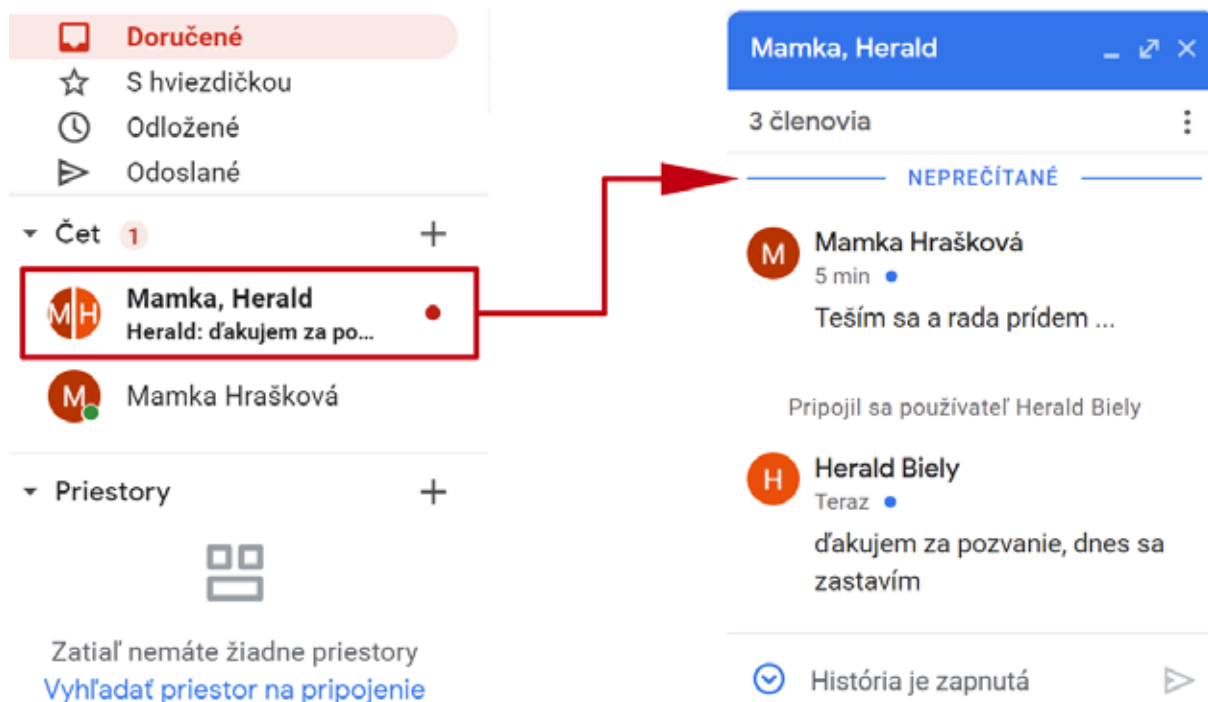 Doručené
S hviezdičkou
Odložené
Odoslané
Čet 1
M H Mamka, Herald
Herald: ďakujem za po...
M Mamka Hrašková
Priestory
Zatiaľ nemáte žiadne priestory
Vyhľadať priestor na pripojenie
Mamka, Herald
3 členovia
NEPREČÍTANÉ
M Mamka Hrašková
5 min
Teším sa a rada prídem ...
Pripojil sa používateľ Herald Biely
H Herald Biely
Teraz
ďakujem za pozvanie, dnes sa
zastavím
História je zapnutá